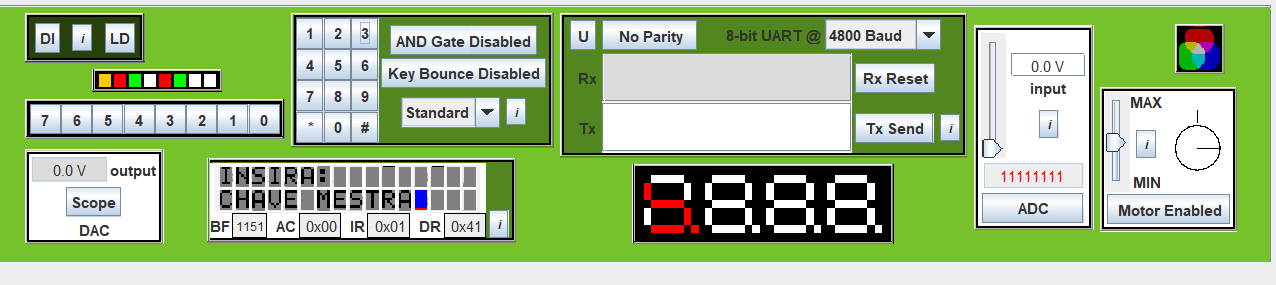 DI i LD
7 6 5 4 3 2 1 0
0.0 V output
Scope
DAC
1 2 3
4 5 6
7 8 9
* 0 #
AND Gate Disabled
Key Bounce Disabled
Standard i
INSIRA:
CHAVE MESTRA
BF 1151 AC 0x00 IR 0x01 DR 0x41 i
U No Parity 8-bit UART @ 4800 Baud
Rx Rx Reset
Tx Tx Send i
5.
0.0 V
input
i
11111111
ADC
MAX
i
MIN
Motor Enabled